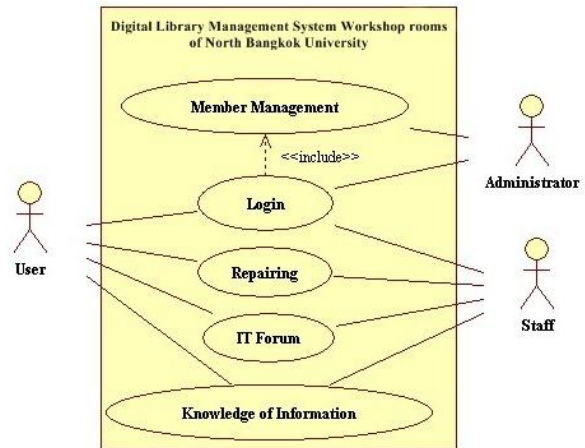 Digital Library Management System Workshop rooms
of North Bangkok University
Member Management
<<include>>
Administrator
Login
User
Repairing
Staff
IT Forum
Knowledge of Information